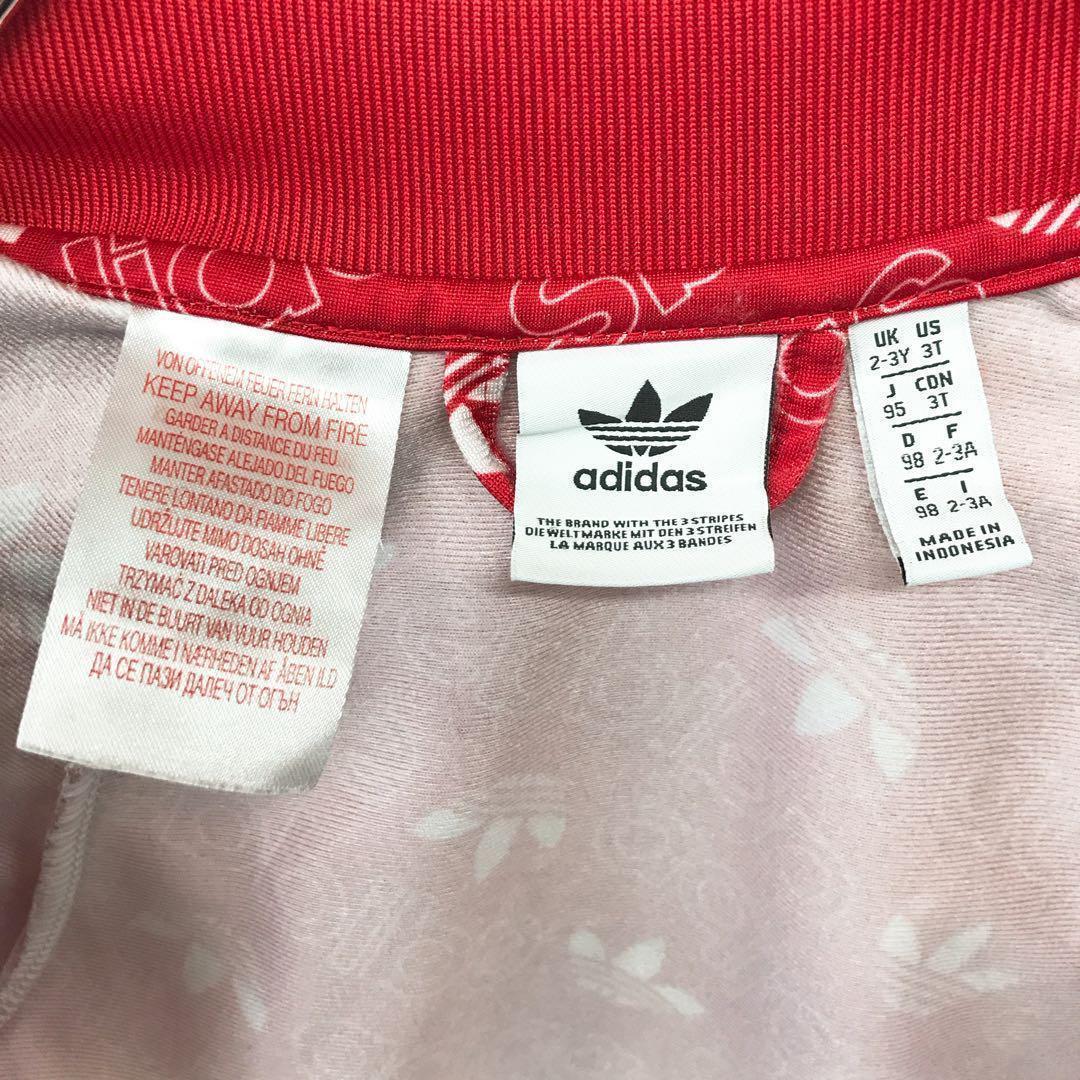 VON OFFENEM FEUER FERN HALTEN
KEEP AWAY FROM FIRE
GARDER A DISTANCE DU FEU
MANTÉNGASE ALEJADO DEL FUEGO
MANTER AFASTADO DO FOGO
TENERE LONTANO DA FIAMME LIBERE
UDRŽUJTE MIMO DOSAH OHNĚ
VAROVATI PRED OGNJEM
TRZYMAĆ Z DALEKA OD OGNIA
NIET IN DE BUURT VAN VUUR HOUDEN
MÅ IKKE KOMME I NÆRHEDEN AF ÅBEN ILD
ДА СЕ ПАЗИ ДАЛЕЧ ОТ ОГЪН
adidas
THE BRAND WITH THE 3 STRIPES
DIE WELTMARKE MIT DEN 3 STREIFEN
LA MARQUE AUX 3 BANDES
UK US
2-3Y 3T
J CDN
95 3T
D F
98 2-3A
E I
98 2-3A
MADE IN
INDONESIA